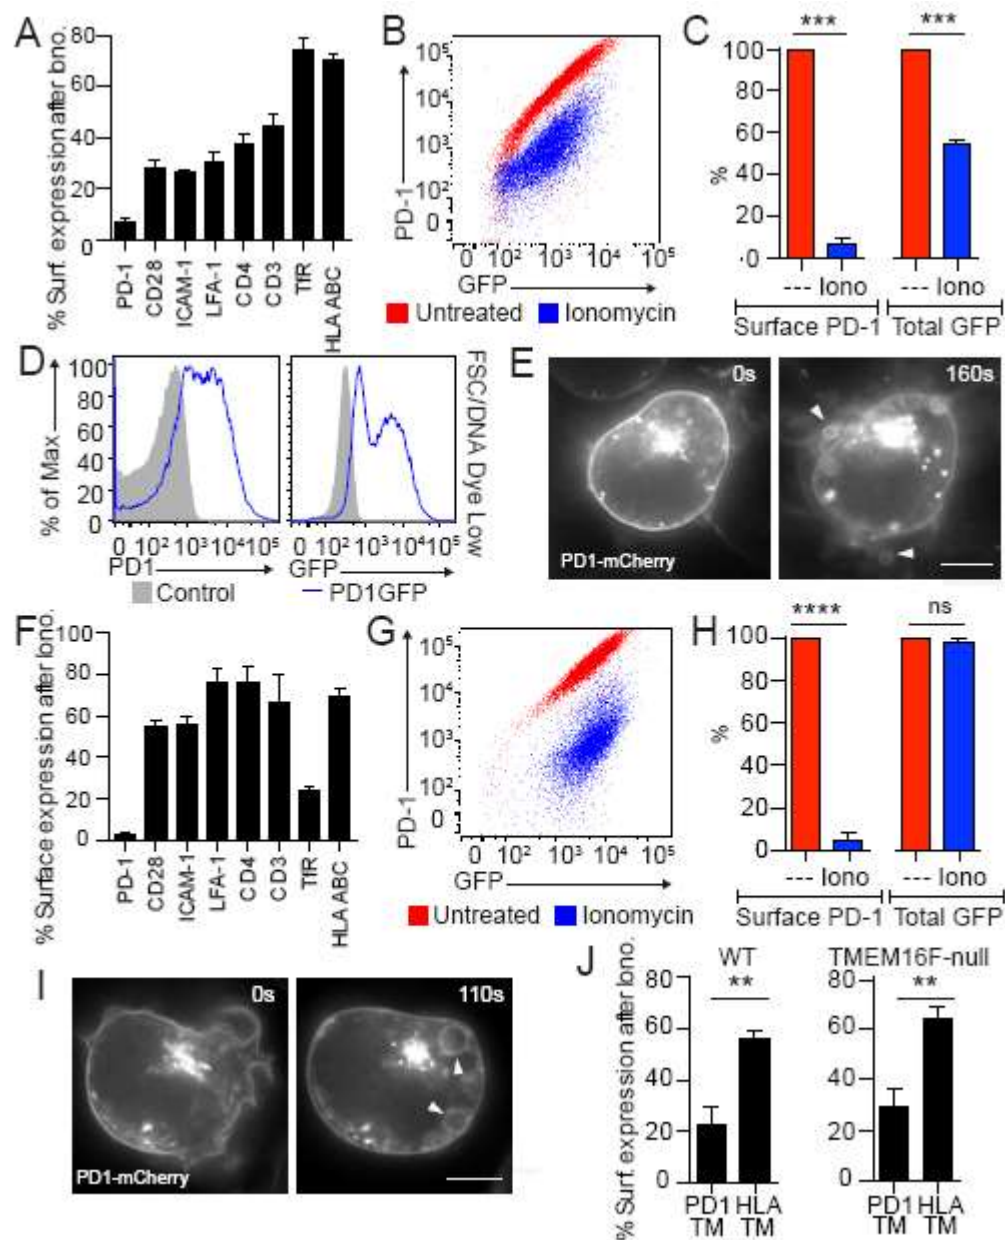 A
% Surf. expression after Iono.
80
60
40
20
0
PD-1
CD28
ICAM-1
LFA-1
CD4
CD3
TfR
HLA ABC
B
PD-1
10⁵
10⁴
10³
10²
0
0 10² 10³ 10⁴ 10⁵
GFP
Untreated Ionomycin
C
*** ***
%
100
80
60
40
20
0
--- Iono --- Iono
Surface PD-1 Total GFP
D
% of Max
100
80
60
40
20
0
0 10² 10³ 10⁴ 10⁵ 0 10² 10³ 10⁴ 10⁵
PD1 GFP
FSC/DNA Dye Low
Control PD1GFP
E
0s 160s
PD1-mCherry
F
% Surface expression after Iono.
100
80
60
40
20
0
PD-1
CD28
ICAM-1
LFA-1
CD4
CD3
TfR
HLA ABC
G
PD-1
10⁵
10⁴
10³
10²
0
0 10² 10³ 10⁴ 10⁵
GFP
Untreated Ionomycin
H
**** ns
%
100
80
60
40
20
0
--- Iono --- Iono
Surface PD-1 Total GFP
I
0s 110s
PD1-mCherry
J
WT TMEM16F-null
** **
% Surf. expression after Iono.
80 80
60 60
40 40
20 20
0 0
PD1 HLA PD1 HLA
TM TM TM TM